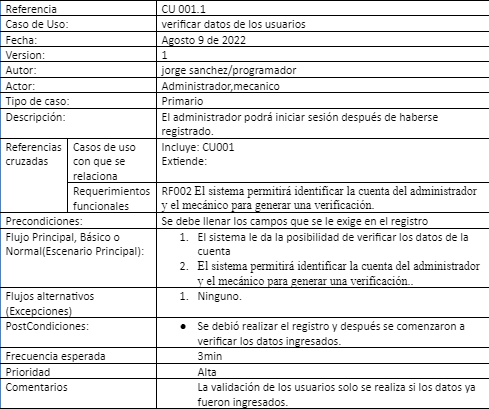 Referencia CU 001.1
Caso de Uso: verificar datos de los usuarios
Fecha: Agosto 9 de 2022
Version: 1
Autor: jorge sanchez/programador
Actor: Administrador,mecanico
Tipo de caso: Primario
Descripción: El administrador podrá iniciar sesión después de haberse
registrado.
Referencias
cruzadas
Casos de uso
con que se
relaciona
Incluye: CU001
Extiende:
Requerimientos
funcionales
RF002 El sistema permitirá identificar la cuenta del administrador
y el mecánico para generar una verificación.
Precondiciones: Se debe llenar los campos que se le exige en el registro
Flujo Principal, Básico o
Normal(Escenario Principal):
1. El sistema le da la posibilidad de verificar los datos de la
cuenta
2. El sistema permitirá identificar la cuenta del administrador
y el mecánico para generar una verificación..
Flujos alternativos
(Excepciones)
1. Ninguno.
PostCondiciones:
● Se debió realizar el registro y después se comenzaron a
verificar los datos ingresados.
Frecuencia esperada 3min
Prioridad Alta
Comentarios La validación de los usuarios solo se realiza si los datos ya
fueron ingresados.